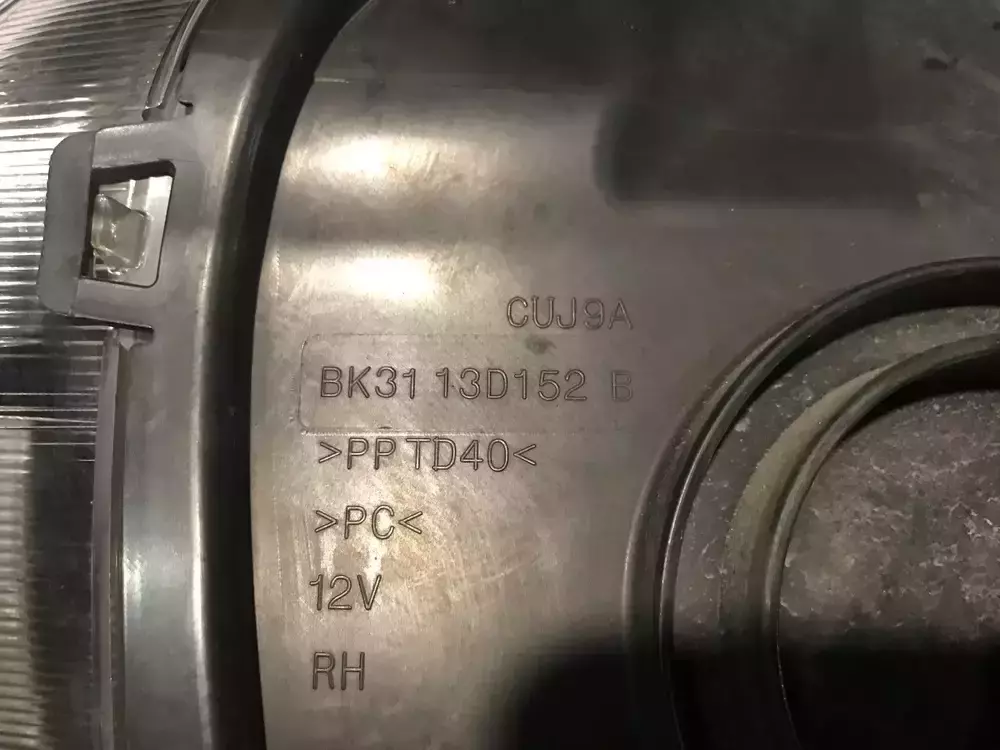 CUJ9A
BK31 13D152 B
>PP TD40<
>PC<
12V
RH